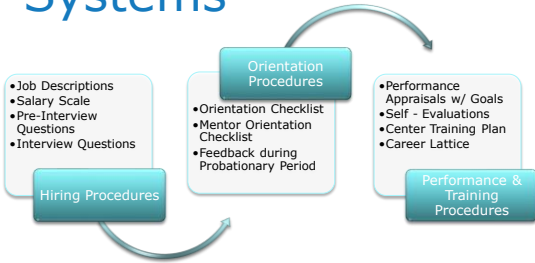 Systems
•Job Descriptions
•Salary Scale
•Pre-Interview
Questions
•Interview Questions
Hiring Procedures
Orientation
Procedures
•Orientation Checklist
•Mentor Orientation
Checklist
•Feedback during
Probationary Period
•Performance
Appraisals w/ Goals
•Self - Evaluations
•Center Training Plan
•Career Lattice
Performance &
Training
Procedures